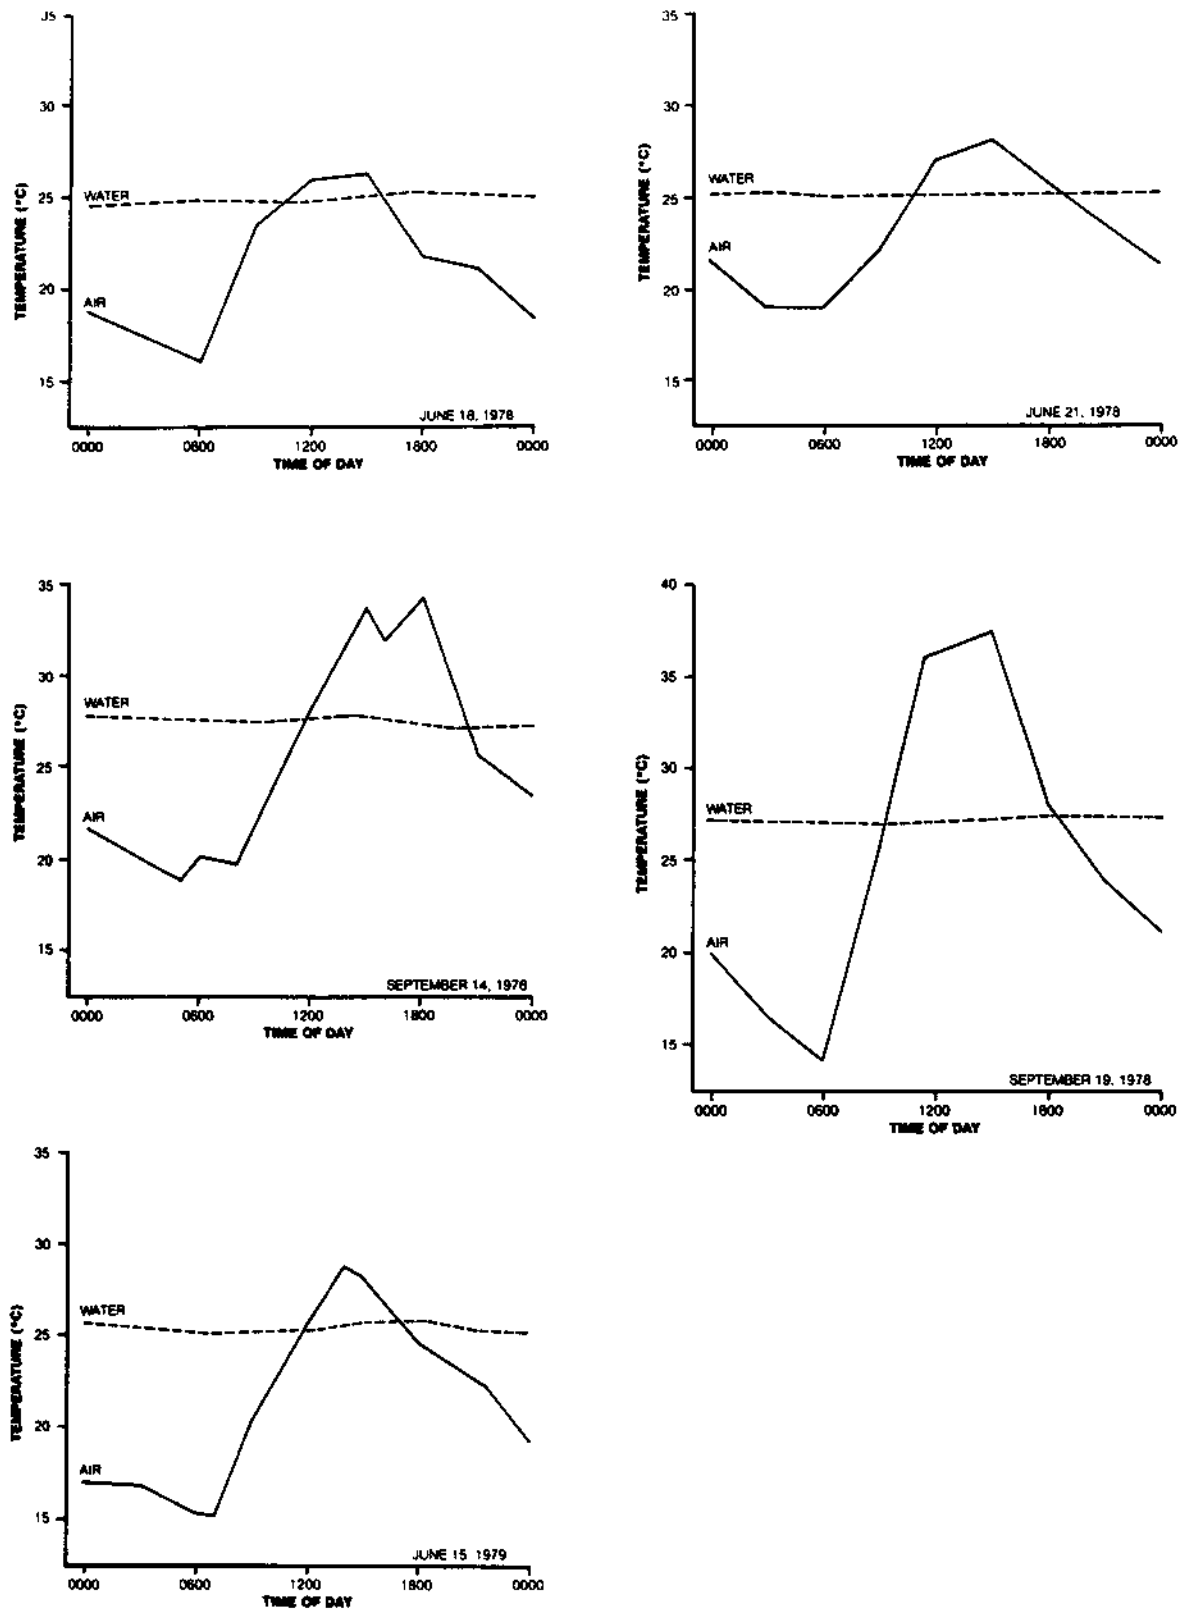 35
30
25
20
15
TEMPERATURE (°C)
WATER
AIR
JUNE 18, 1978
0000 0600 1200 1800 0000
TIME OF DAY
35
30
25
20
15
TEMPERATURE (°C)
WATER
AIR
JUNE 21, 1978
0000 0600 1200 1800 0000
TIME OF DAY
35
30
25
20
15
TEMPERATURE (°C)
WATER
AIR
SEPTEMBER 14, 1978
0000 0600 1200 1800 0000
TIME OF DAY
40
35
30
25
20
15
TEMPERATURE (°C)
WATER
AIR
SEPTEMBER 19, 1978
0000 0600 1200 1800 0000
TIME OF DAY
35
30
25
20
15
TEMPERATURE (°C)
WATER
AIR
JUNE 15, 1979
0000 0600 1200 1800 0000
TIME OF DAY